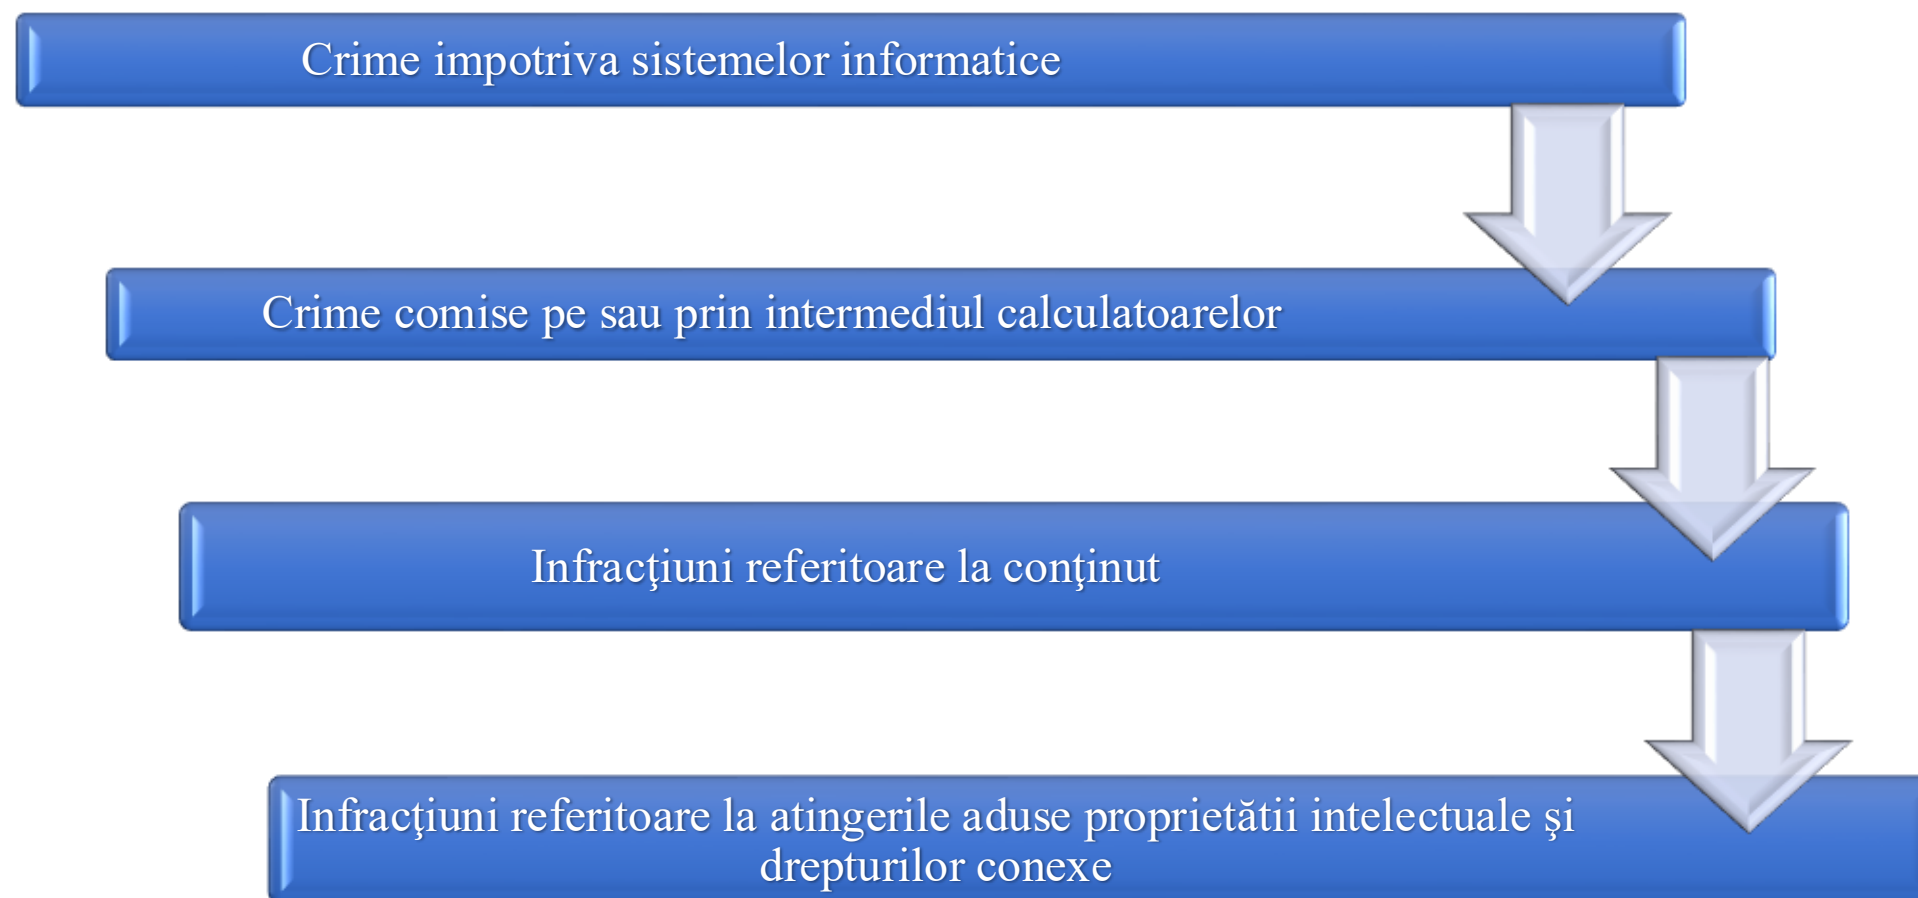 Crime impotriva sistemelor informatice
Crime comise pe sau prin intermediul calculatoarelor
Infracţiuni referitoare la conţinut
Infracţiuni referitoare la atingerile aduse proprietătii intelectuale şi
drepturilor conexe